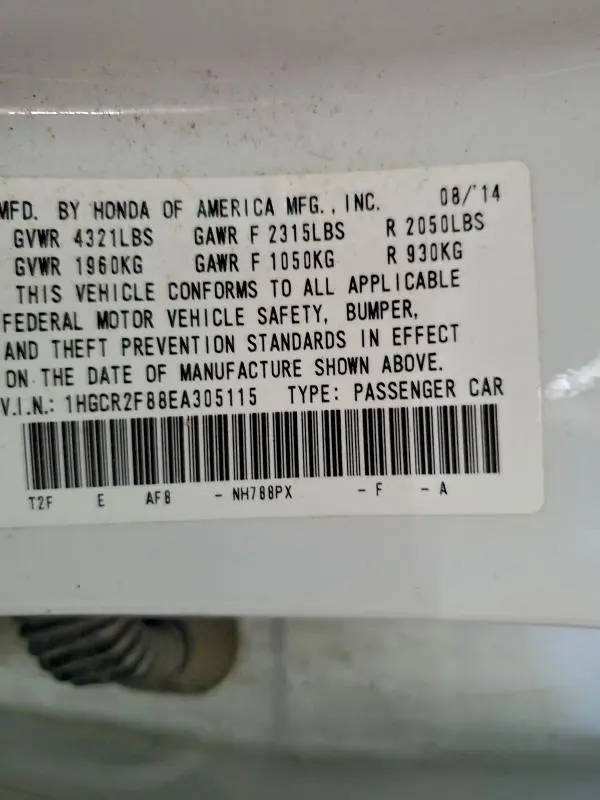 MFD. BY HONDA OF AMERICA MFG., INC. 08/'14
GVWR 4321LBS GAWR F 2315LBS R 2050LBS
GVWR 1960KG GAWR F 1050KG R 930KG
THIS VEHICLE CONFORMS TO ALL APPLICABLE
FEDERAL MOTOR VEHICLE SAFETY, BUMPER,
AND THEFT PREVENTION STANDARDS IN EFFECT
ON THE DATE OF MANUFACTURE SHOWN ABOVE.
V.I.N.: 1HGCR2F88EA305115 TYPE: PASSENGER CAR
T2F E AF8 - NH788PX - F - A